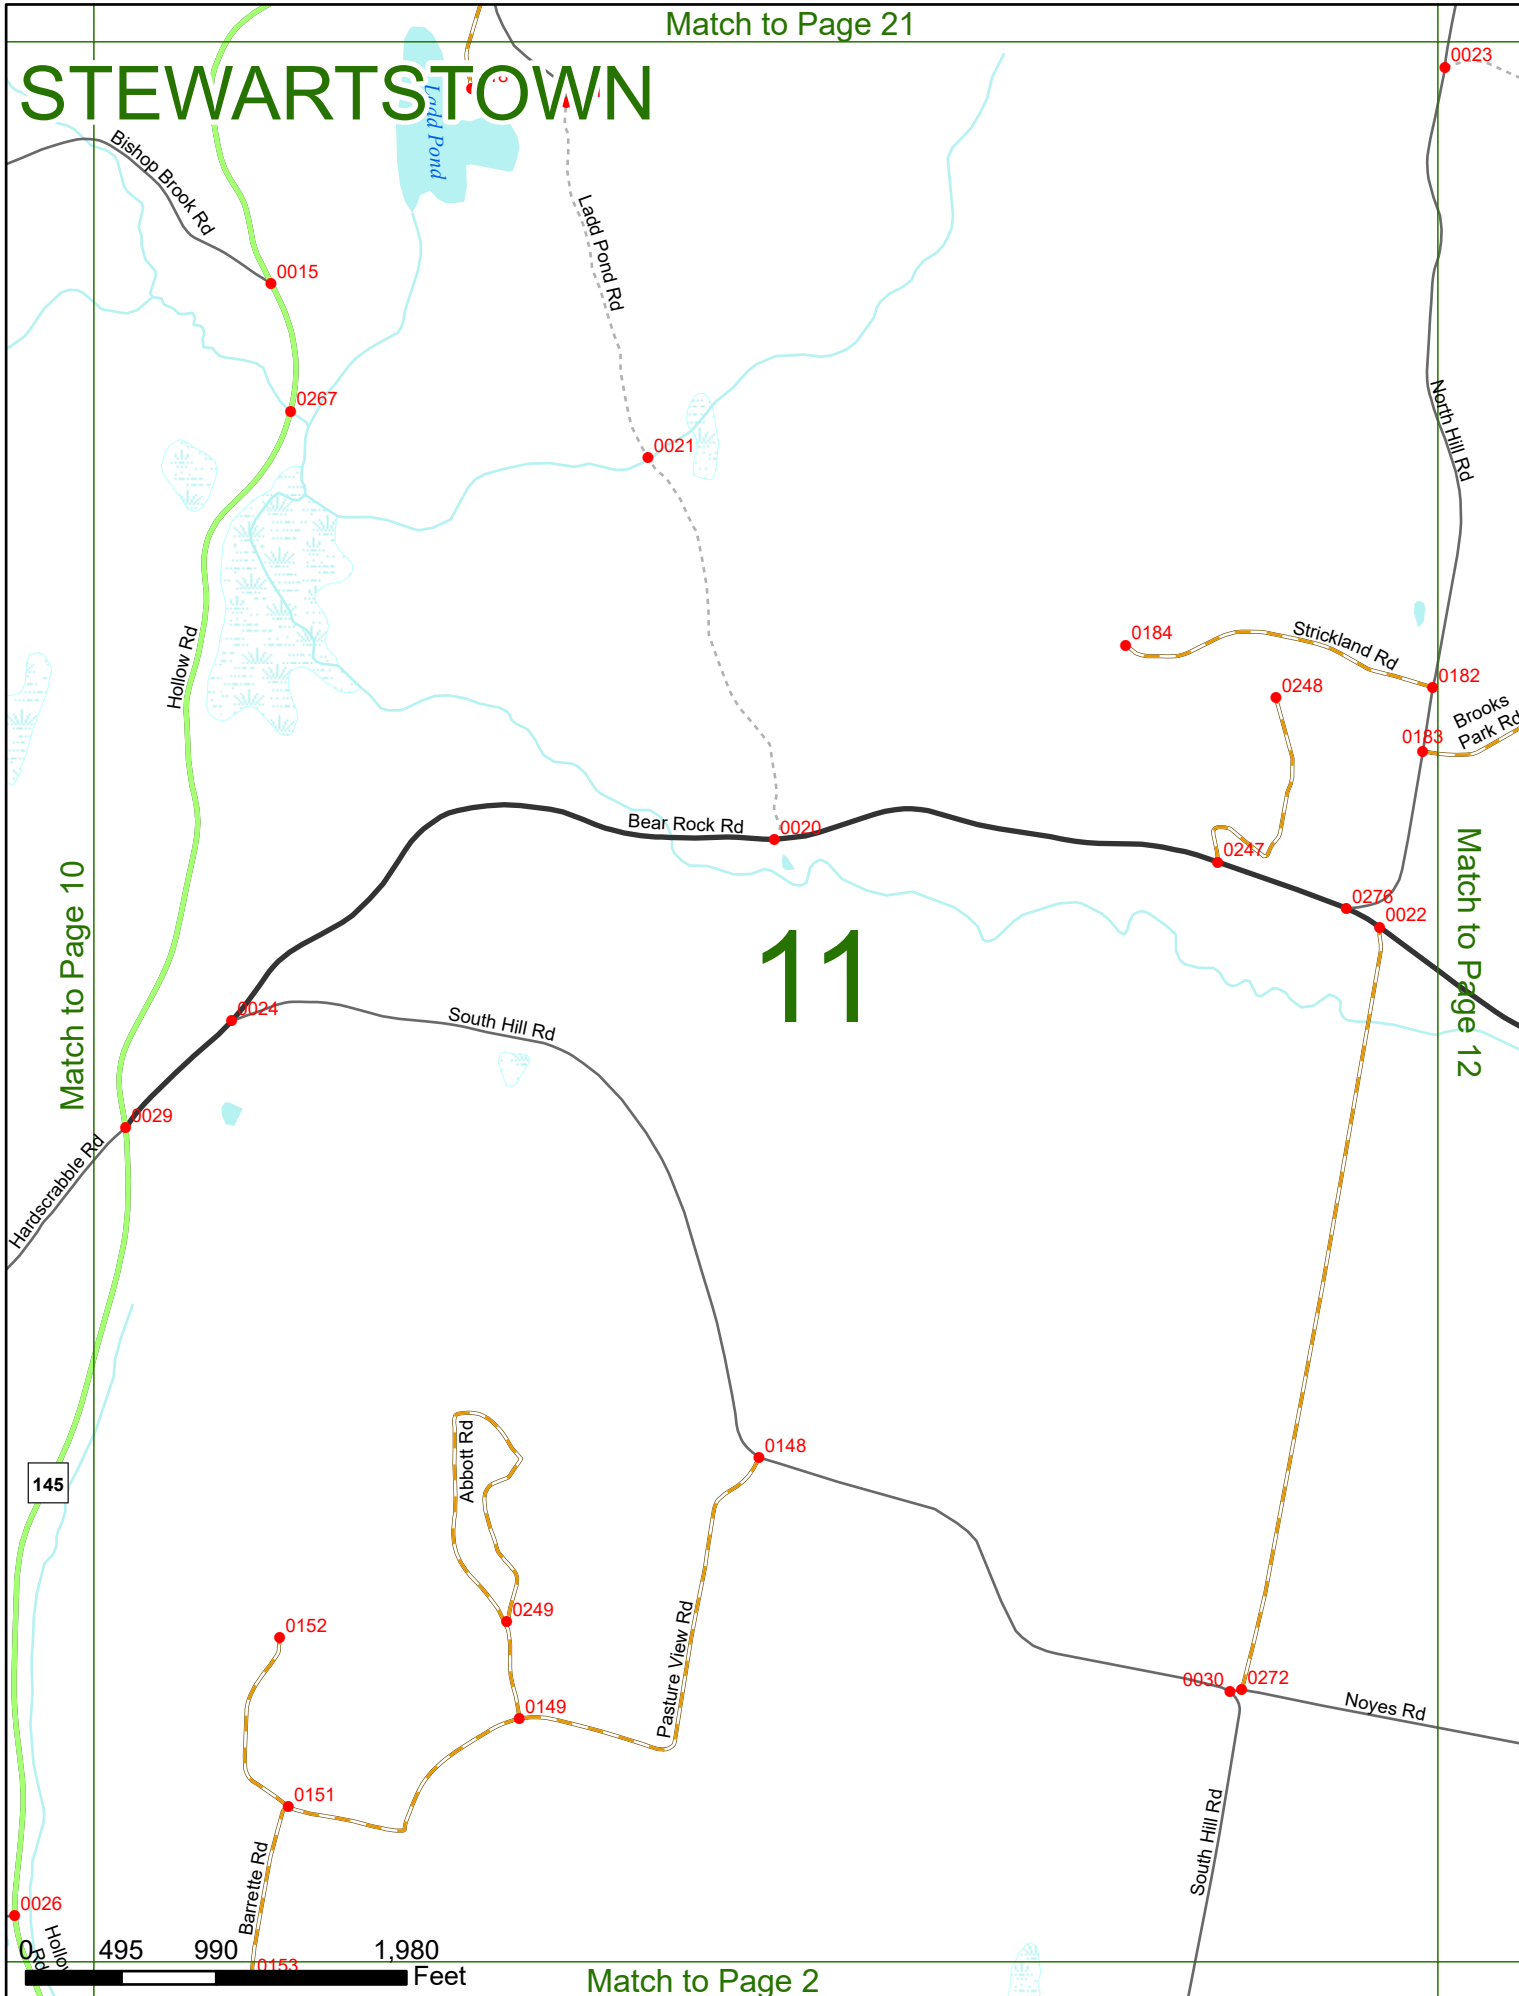 Match to Page 21
STEWARTSTOWN
0023
Ladd Pond
Bishop Brook Rd
Ladd Pond Rd
0015
0267
North Hill Rd
0021
Hollow Rd
0184
Strickland Rd
0182
0248
Brooks
Park Rd
0183
Bear Rock Rd
0020
0247
Match to Page 10
Match to Page 12
0276
0022
11
0024
South Hill Rd
0029
Hardscrabble Rd
Abbott Rd
0148
145
0249
0152
Pasture View Rd
0030
0272
Noyes Rd
0149
0151
South Hill Rd
Barrette Rd
0026
Hollow
Rd
0 495 990 1,980
Feet
0153
Match to Page 2